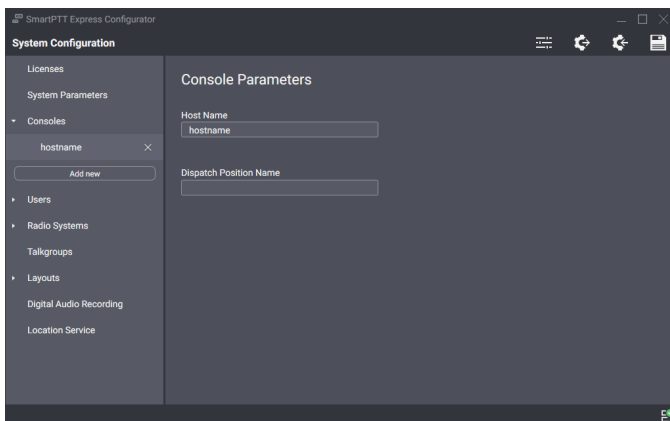 SmartPTT Express Configurator
System Configuration
Licenses
System Parameters
Consoles
hostname
Add new
Users
Radio Systems
Talkgroups
Layouts
Digital Audio Recording
Location Service
Console Parameters
Host Name
hostname
Dispatch Position Name